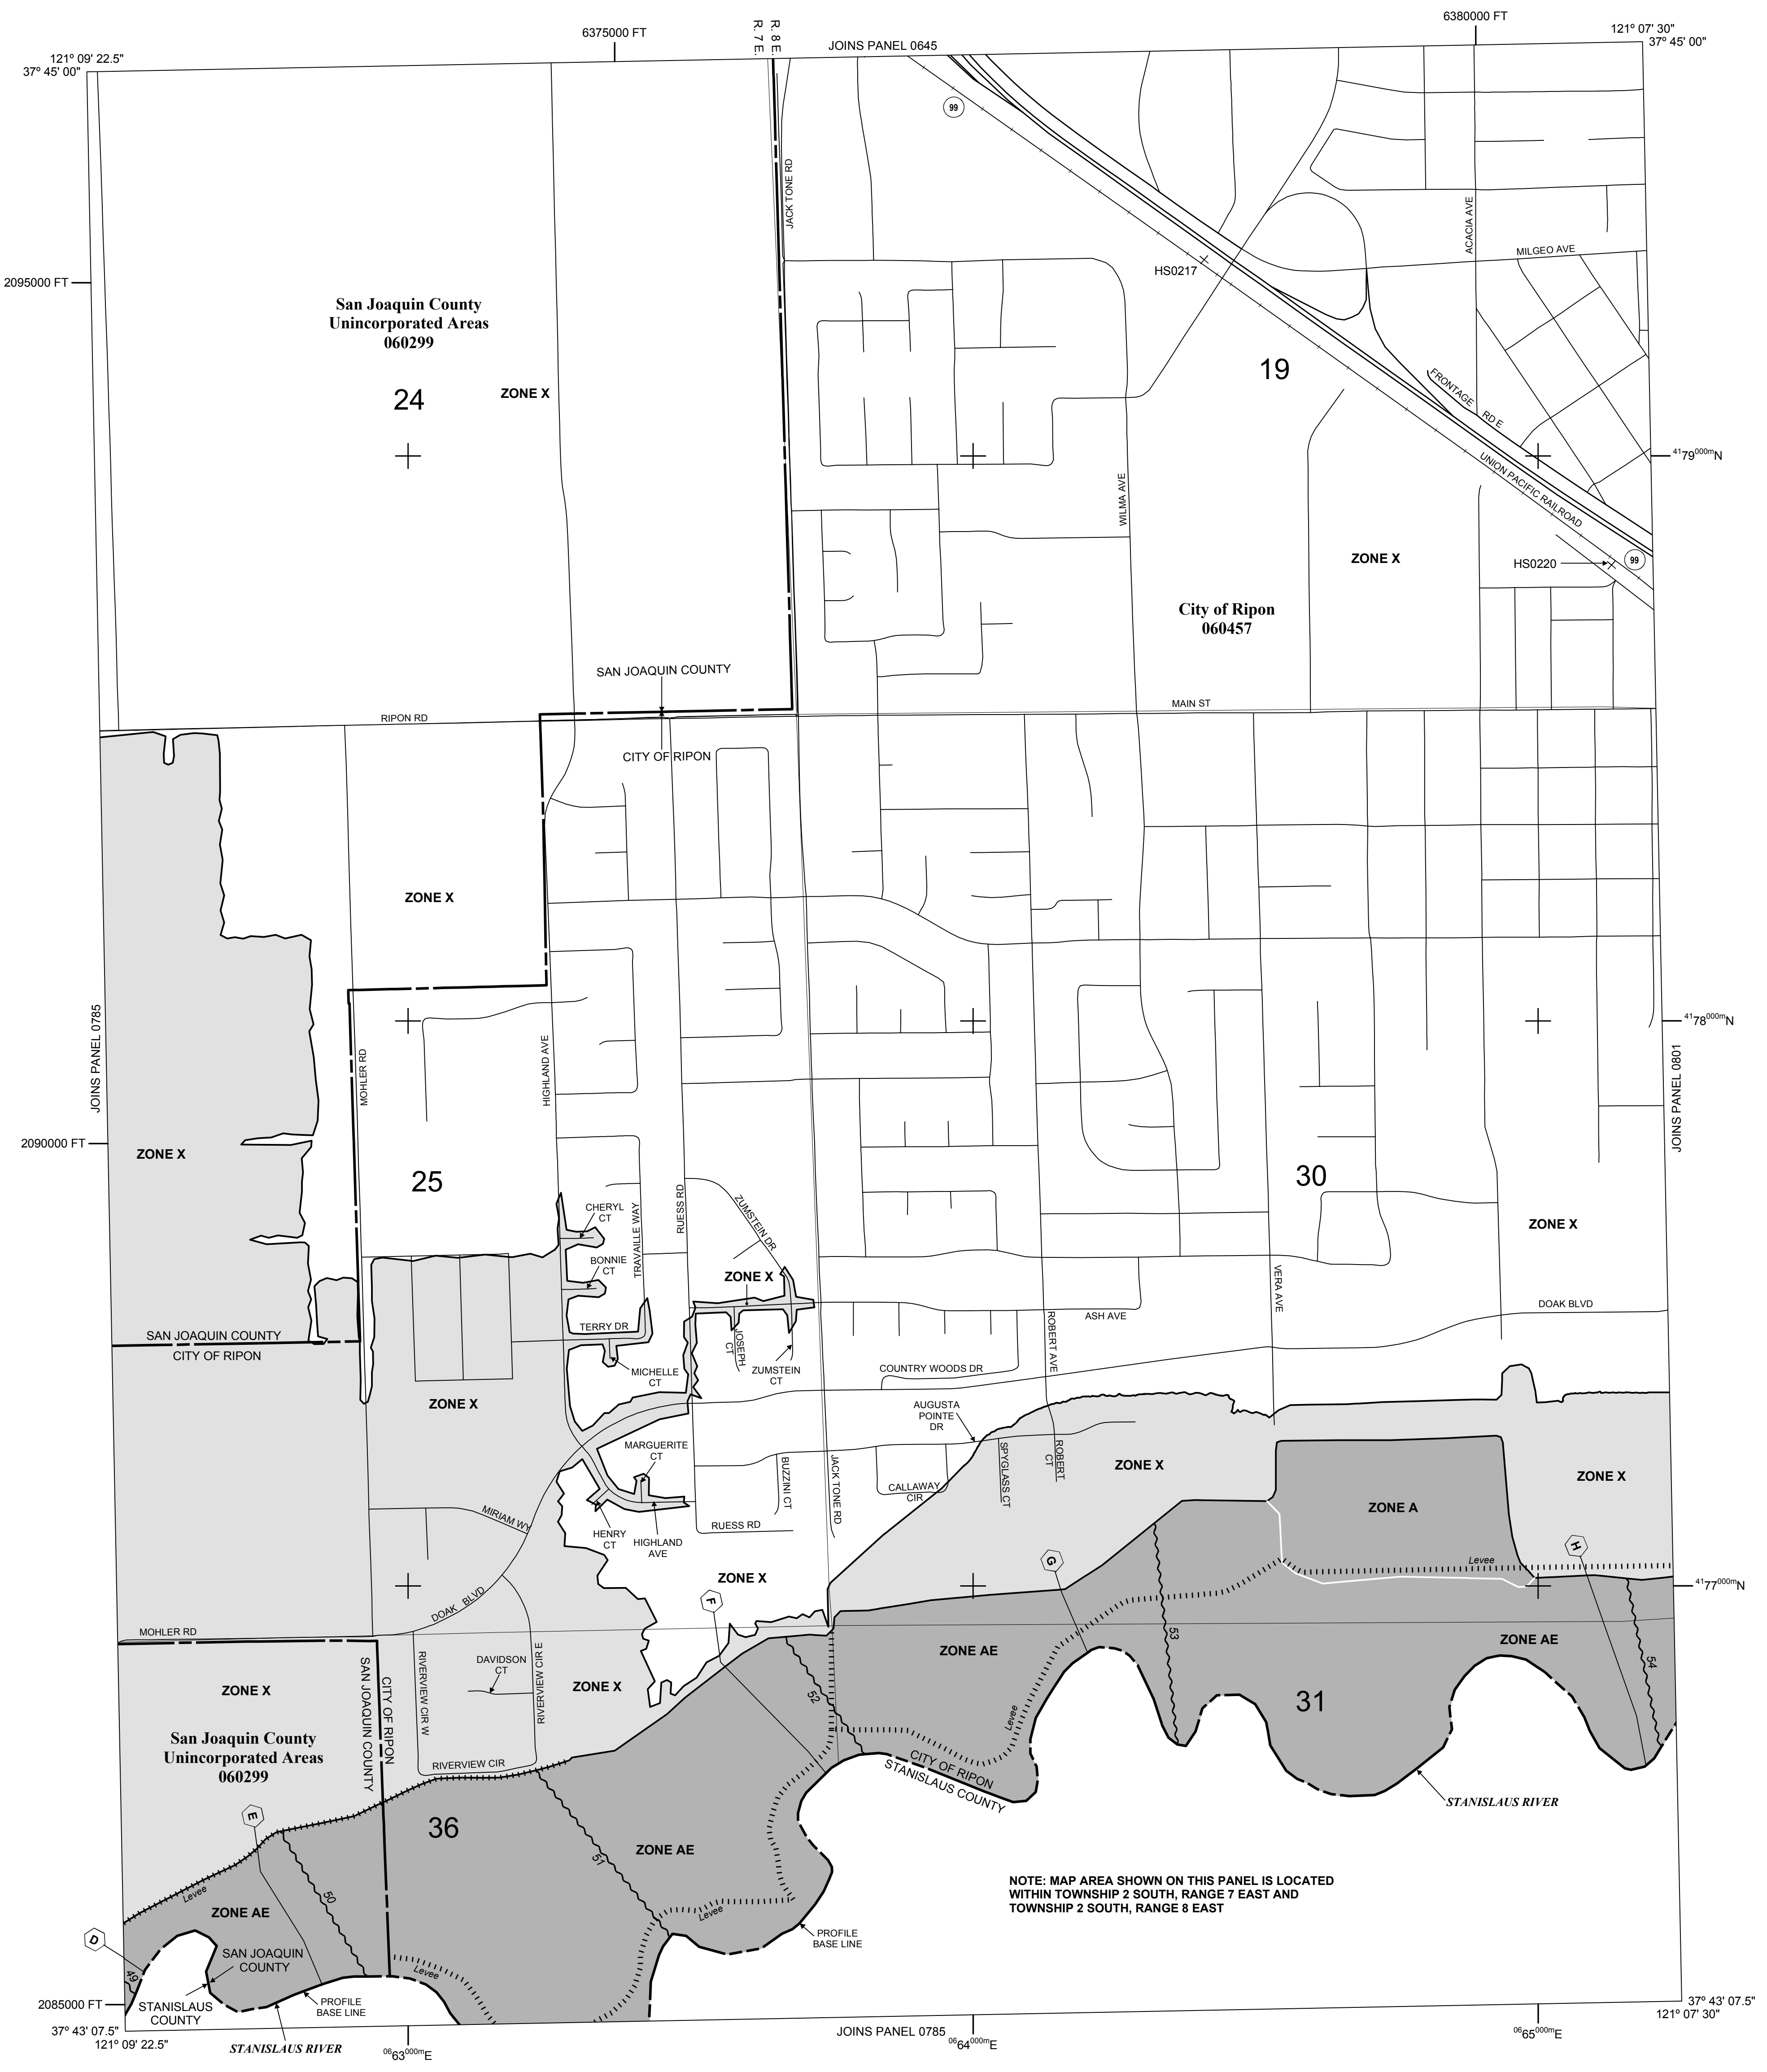 6380000 FT
121° 07' 30"
37° 45' 00"
6375000 FT
R. 7 E.
R. 8 E.
JOINS PANEL 0645
121° 09' 22.5"
37° 45' 00"
99
JACK TONE RD
ACACIA AVE
MILGEO AVE
HS0217
2095000 FT
San Joaquin County
Unincorporated Areas
060299
24
ZONE X
19
FRONTAGE RD E
UNION PACIFIC RAILROAD
4179000mN
WILMA AVE
ZONE X
HS0220
99
City of Ripon
060457
SAN JOAQUIN COUNTY
RIPON RD
MAIN ST
CITY OF RIPON
ZONE X
JOINS PANEL 0785
MOHLER RD
HIGHLAND AVE
4178000mN
JOINS PANEL 0801
2090000 FT
ZONE X
25
30
CHERYL
CT
TRAVAILLE WAY
RUESS RD
ZUMSTEIN DR
ZONE X
BONNIE
CT
ZONE X
VERA AVE
DOAK BLVD
ASH AVE
ROBERT AVE
TERRY DR
JOSEPH
CT
SAN JOAQUIN COUNTY
CITY OF RIPON
MICHELLE
CT
ZUMSTEIN
CT
COUNTRY WOODS DR
ZONE X
AUGUSTA
POINTE
DR
MARGUERITE
CT
BUZZINI CT
JACK TONE RD
CALLAWAY
CIR
SPYGLASS CT
ROBERT
CT
ZONE X
ZONE X
ZONE A
MIRIAM WY
HENRY
CT
HIGHLAND
AVE
RUESS RD
ZONE X
G
H
Levee
4177000mN
DOAK BLVD
F
MOHLER RD
53
ZONE AE
ZONE AE
54
SAN JOAQUIN COUNTY
CITY OF RIPON
RIVERVIEW CIR W
DAVIDSON
CT
RIVERVIEW CIR E
ZONE X
ZONE X
52
31
Levee
San Joaquin County
Unincorporated Areas
060299
RIVERVIEW CIR
CITY OF RIPON
STANISLAUS COUNTY
STANISLAUS RIVER
E
36
51
ZONE AE
NOTE: MAP AREA SHOWN ON THIS PANEL IS LOCATED
WITHIN TOWNSHIP 2 SOUTH, RANGE 7 EAST AND
TOWNSHIP 2 SOUTH, RANGE 8 EAST
Levee
50
ZONE AE
Levee
PROFILE
BASE LINE
D
SAN JOAQUIN
COUNTY
Levee
49
2085000 FT
STANISLAUS
COUNTY
PROFILE
BASE LINE
37° 43' 07.5"
121° 09' 22.5"
STANISLAUS RIVER
0663000mE
JOINS PANEL 0785
0664000mE
0665000mE
37° 43' 07.5"
121° 07' 30"